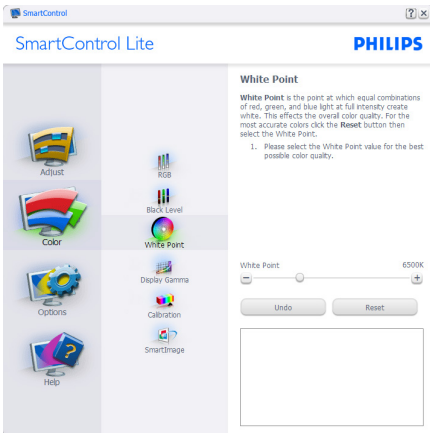 SmartControl
SmartControl Lite
PHILIPS
Adjust
Color
Options
Help
RGB
Black Level
White Point
Display Gamma
Calibration
SmartImage
White Point
White Point is the point at which equal combinations
of red, green, and blue light at full intensity create
white. This effects the overall color quality. For the
most accurate colors click the Reset button then
select the White Point.
1. Please select the White Point value for the best
possible color quality.
White Point 6500K
Undo Reset